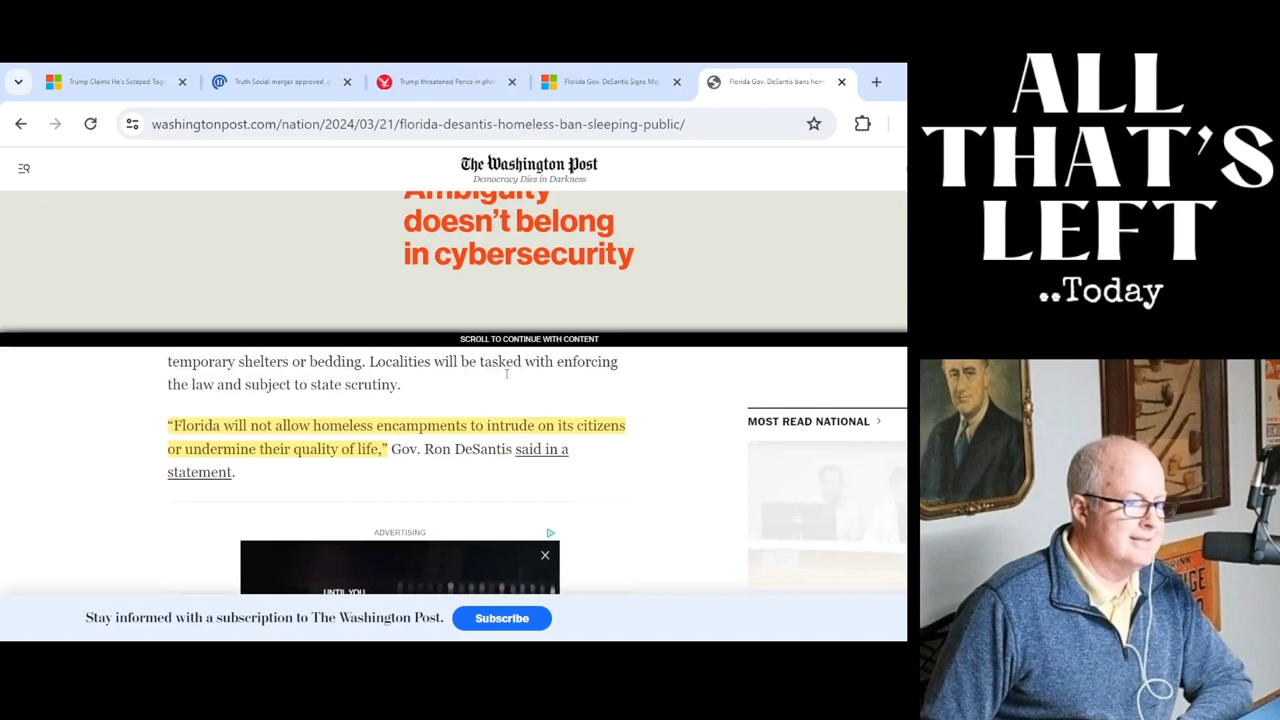 Trump Claims He's Scraped Tog
Truth Social merger approved,
Trump threatened Pence in pho
Florida Gov. DeSantis Signs Maj
Florida Gov. DeSantis bans hom
washingtonpost.com/nation/2024/03/21/florida-desantis-homeless-ban-sleeping-public/
The Washington Post
Democracy Dies in Darkness
Ambiguity
doesn't belong
in cybersecurity
SCROLL TO CONTINUE WITH CONTENT
temporary shelters or bedding. Localities will be tasked with enforcing
the law and subject to state scrutiny.
“Florida will not allow homeless encampments to intrude on its citizens
or undermine their quality of life,” Gov. Ron DeSantis said in a
statement.
MOST READ NATIONAL >
ADVERTISING
UNTIL YOU
Stay informed with a subscription to The Washington Post.
Subscribe
ALL
THAT'S
LEFT
..Today